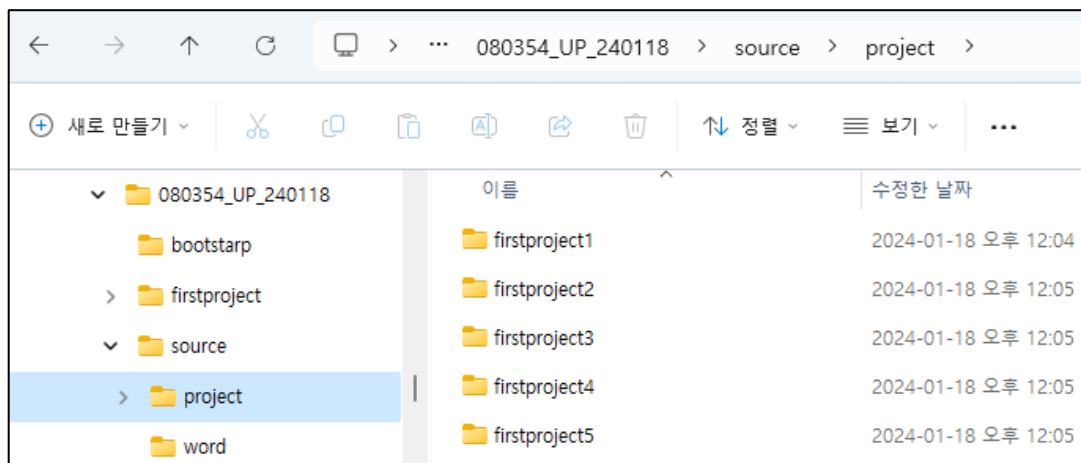 080354_UP_240118 > source > project >
새로 만들기 정렬 보기
080354_UP_240118
bootstarp
firstproject
source
project
word
이름 수정한 날짜
firstproject1 2024-01-18 오후 12:04
firstproject2 2024-01-18 오후 12:05
firstproject3 2024-01-18 오후 12:05
firstproject4 2024-01-18 오후 12:05
firstproject5 2024-01-18 오후 12:05